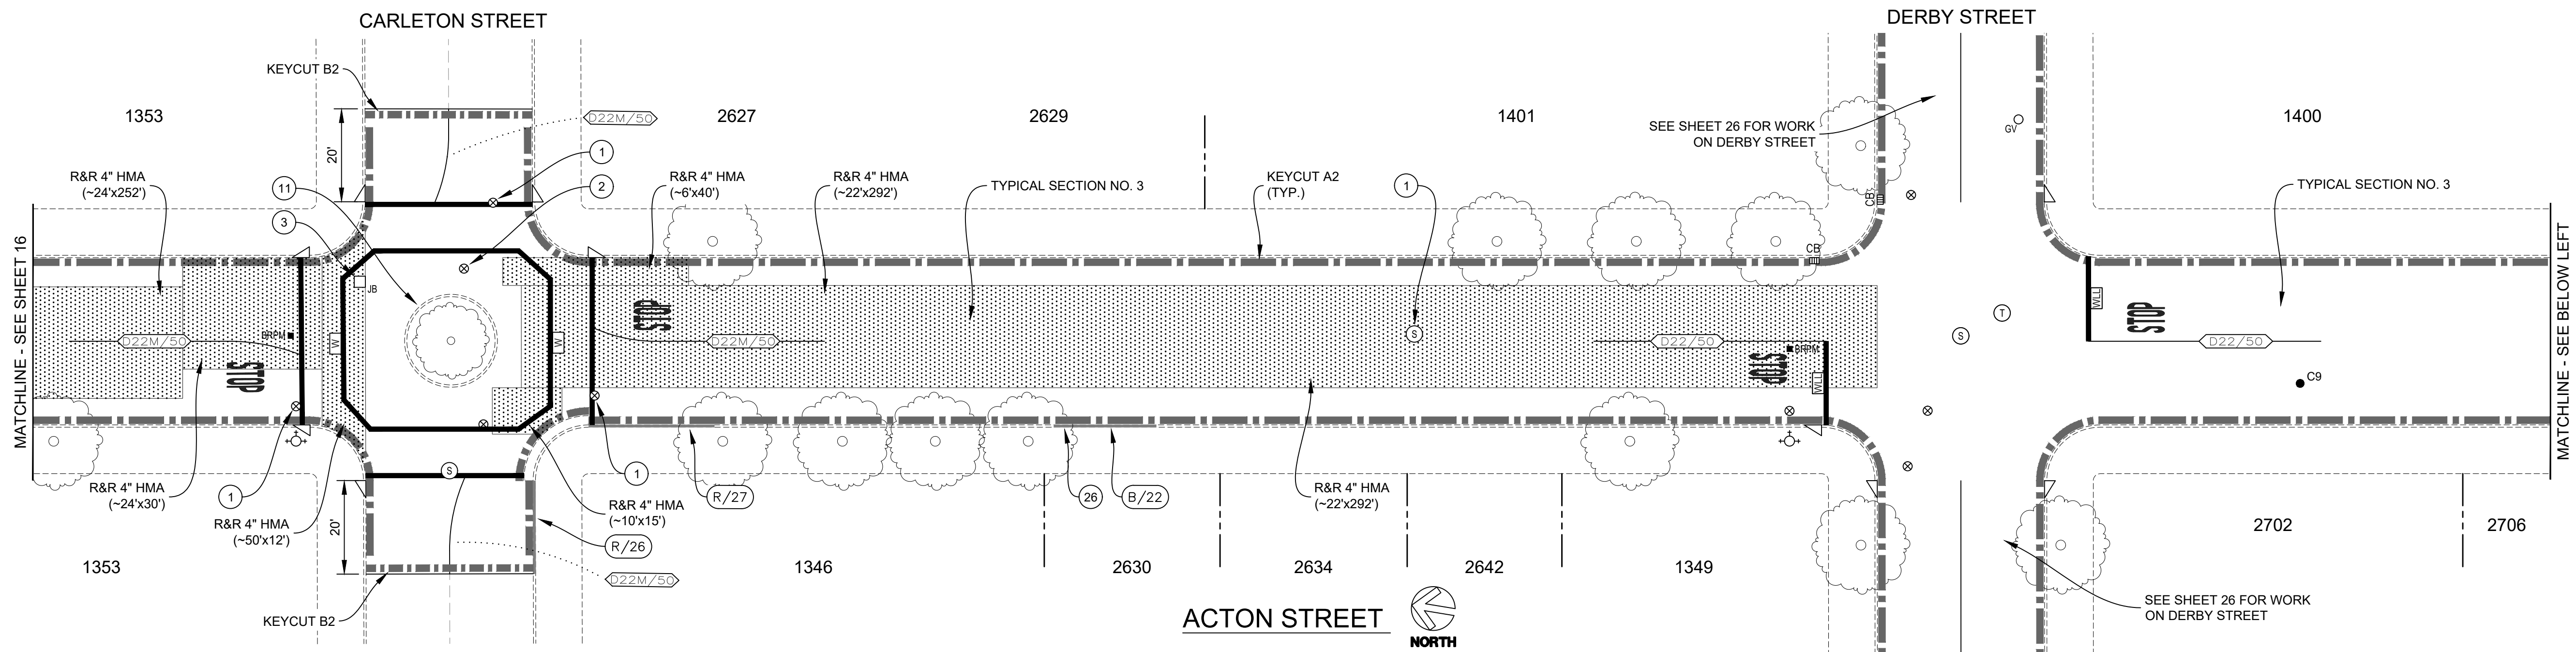 CARLETON STREET
DERBY STREET
KEYCUT B2
1353
D22M/50
2627
2629
1401
SEE SHEET 26 FOR WORK
ON DERBY STREET
GV
1400
20'
1
R&R 4" HMA
(~24'x252')
11
2
R&R 4" HMA
(~6'x40')
R&R 4" HMA
(~22'x292')
TYPICAL SECTION NO. 3
1
KEYCUT A2
(TYP.)
CB
TYPICAL SECTION NO. 3
3
CB
MATCHLINE - SEE SHEET 16
JB
STOP
WLL
STOP
T
MATCHLINE - SEE BELOW LEFT
BRPM
D22M/50
W
W
D22M/50
S
D22/50
BRPM
S
D22/50
STOP
STOP
WLL
C9
S
1
R&R 4" HMA
(~24'x30')
1
R&R 4" HMA
(~50'x12')
R&R 4" HMA
(~10'x15')
R/27
26
B/22
R&R 4" HMA
(~22'x292')
20'
R/26
2702
2706
1353
D22M/50
1346
2630
2634
2642
1349
KEYCUT B2
ACTON STREET
NORTH
SEE SHEET 26 FOR WORK
ON DERBY STREET